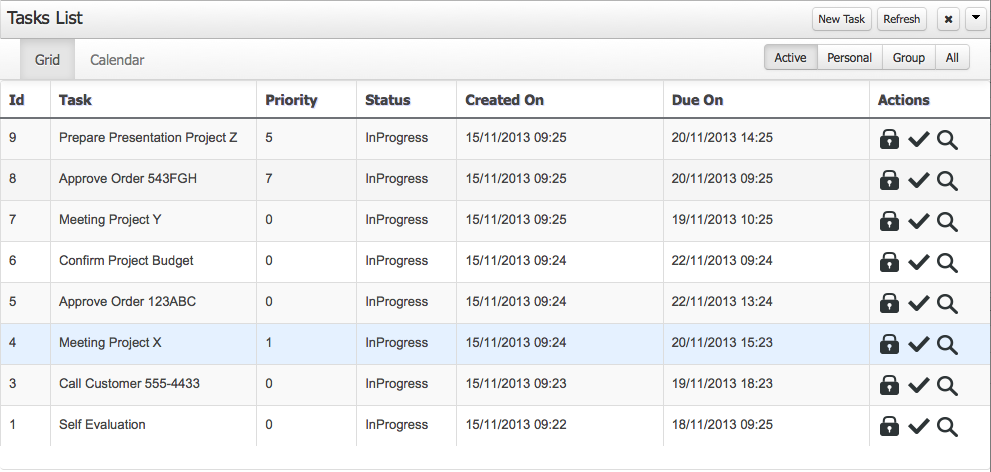 Tasks List New Task Refresh
Grid Calendar Active Personal Group All
Id Task Priority Status Created On Due On Actions
9 Prepare Presentation Project Z 5 InProgress 15/11/2013 09:25 20/11/2013 14:25
8 Approve Order 543FGH 7 InProgress 15/11/2013 09:25 20/11/2013 09:25
7 Meeting Project Y 0 InProgress 15/11/2013 09:25 19/11/2013 10:25
6 Confirm Project Budget 0 InProgress 15/11/2013 09:24 22/11/2013 09:24
5 Approve Order 123ABC 0 InProgress 15/11/2013 09:24 22/11/2013 13:24
4 Meeting Project X 1 InProgress 15/11/2013 09:24 20/11/2013 15:23
3 Call Customer 555-4433 0 InProgress 15/11/2013 09:23 19/11/2013 18:23
1 Self Evaluation 0 InProgress 15/11/2013 09:22 18/11/2013 09:25